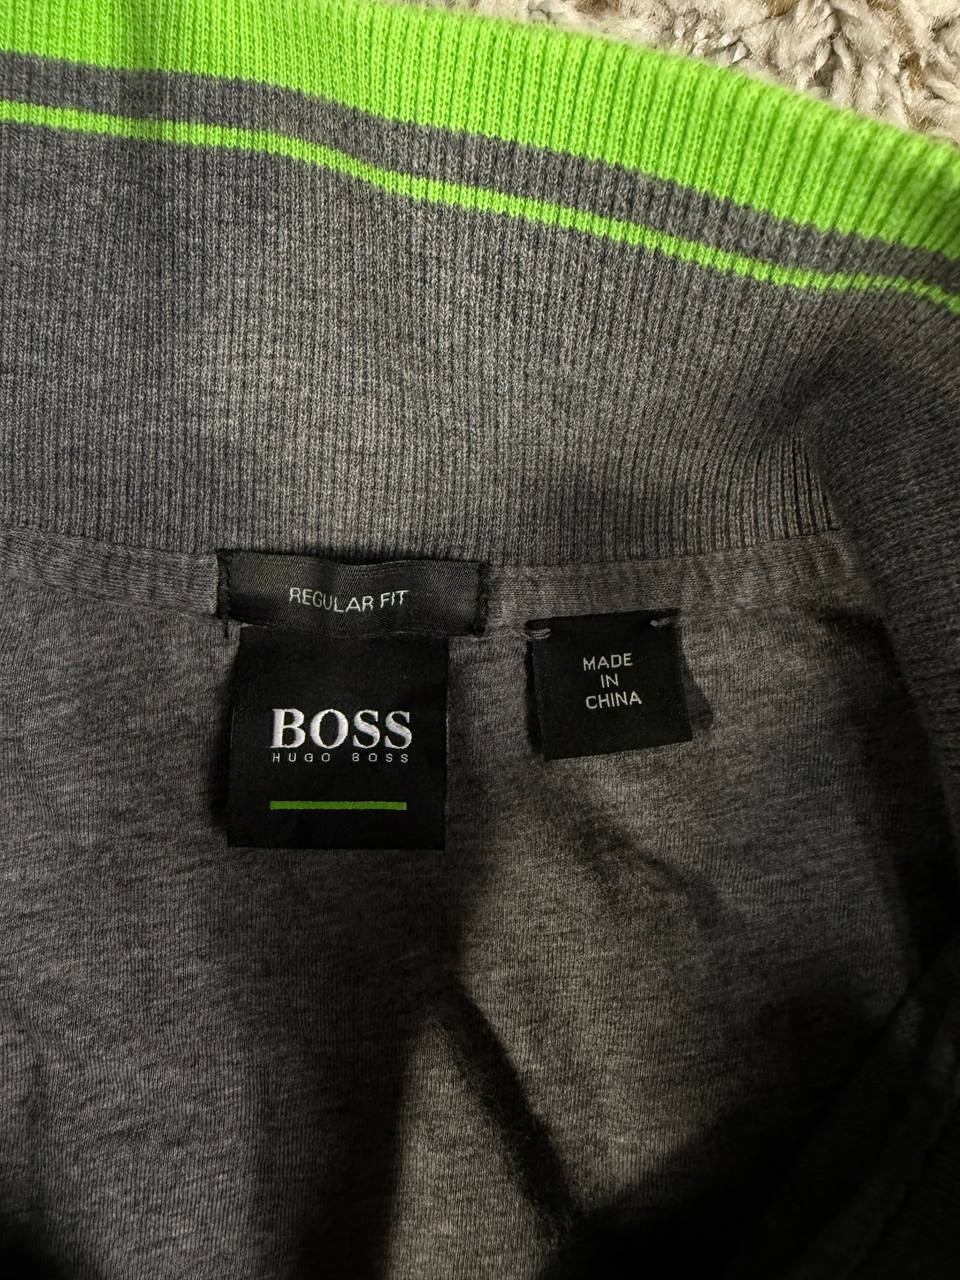 REGULAR FIT
BOSS
HUGO BOSS
MADE
IN
CHINA